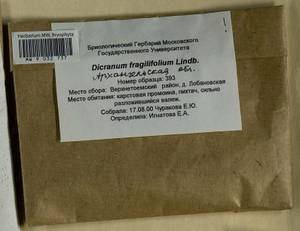 Herbarium MW, Bryophyta
Бриологический Гербарий Московского
Государственного Университета
Dicranum fragilifolium Lindb.
Архангельская обл.
Номер образца: 393
Место сбора: Верхнетоемский район, д. Лобановская
Место обитания: карстовая промоина, пихтач, сильно
разложившийся валеж.
Собрала: 17.08.00 Чуракова Е.Ю.
Определила: Игнатова Е.А.